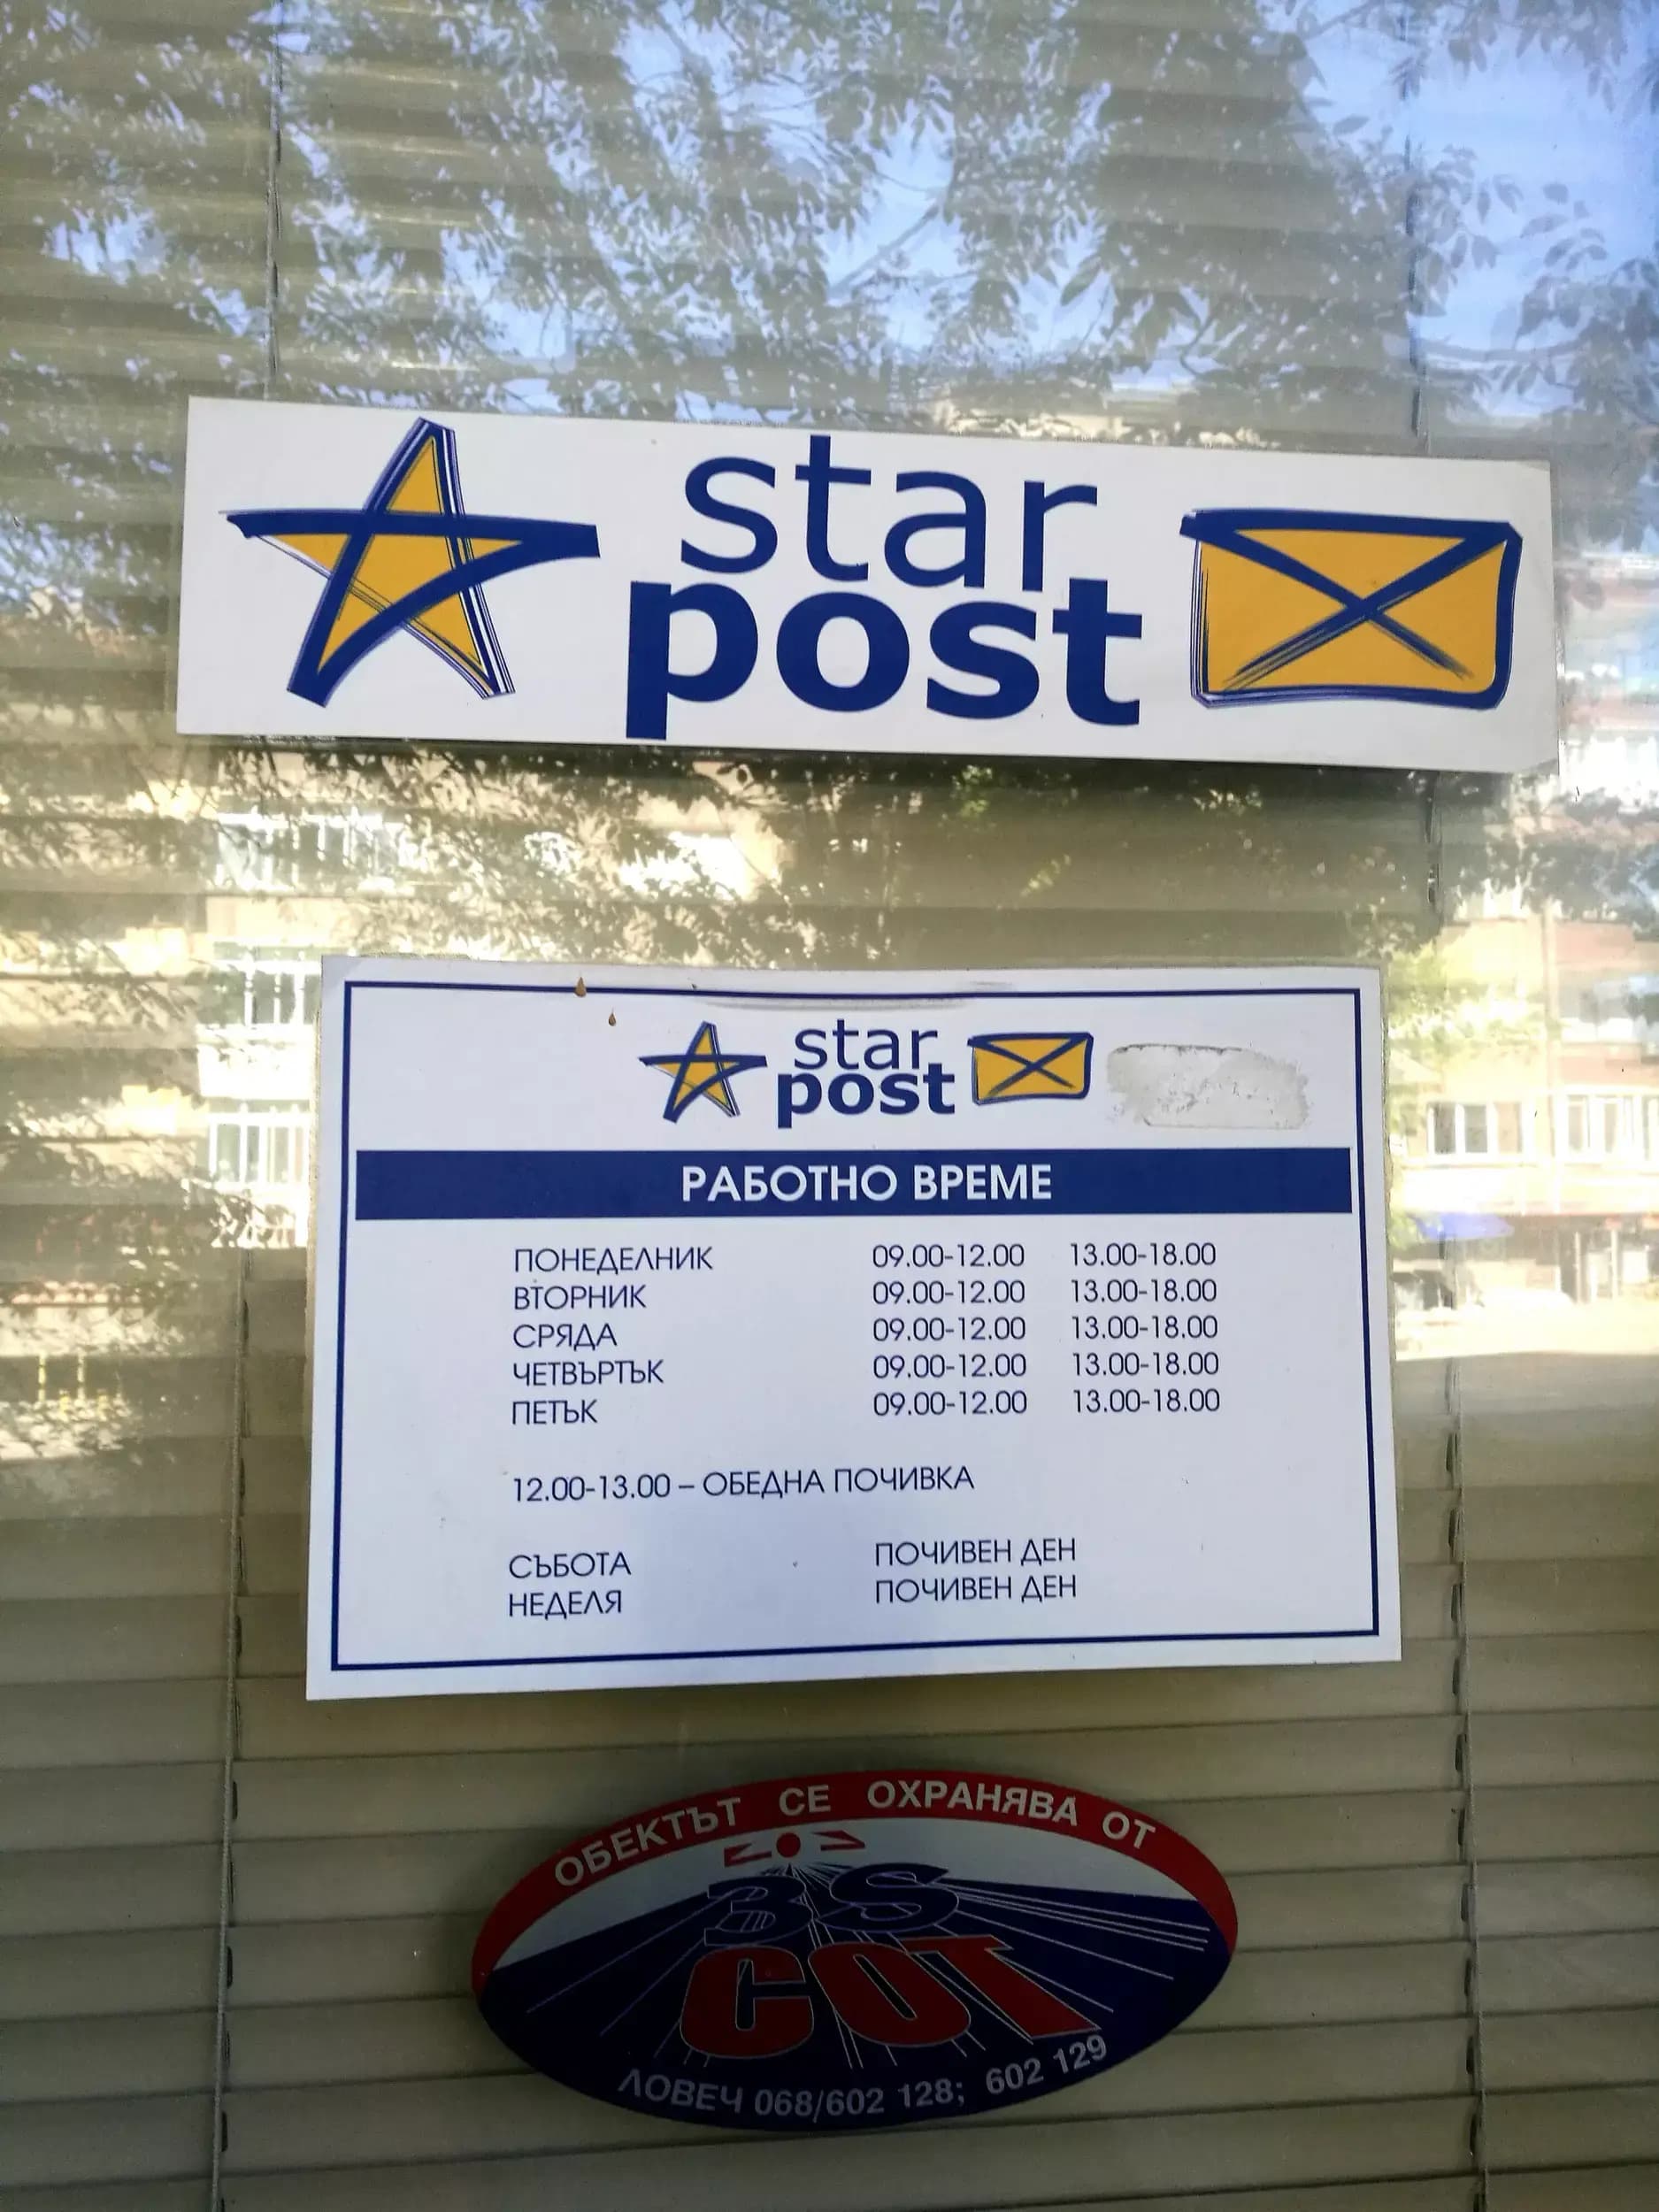 star
post
star
post
РАБОТНО ВРЕМЕ
ПОНЕДЕЛНИК 09.00-12.00 13.00-18.00
ВТОРНИК 09.00-12.00 13.00-18.00
СРЯДА 09.00-12.00 13.00-18.00
ЧЕТВЪРТЪК 09.00-12.00 13.00-18.00
ПЕТЪК 09.00-12.00 13.00-18.00
12.00-13.00 – ОБЕДНА ПОЧИВКА
СЪБОТА ПОЧИВЕН ДЕН
НЕДЕЛЯ ПОЧИВЕН ДЕН
ОБЕКТЪТ СЕ ОХРАНЯВА ОТ
3S
СОТ
ЛОВЕЧ 068/602 128; 602 129